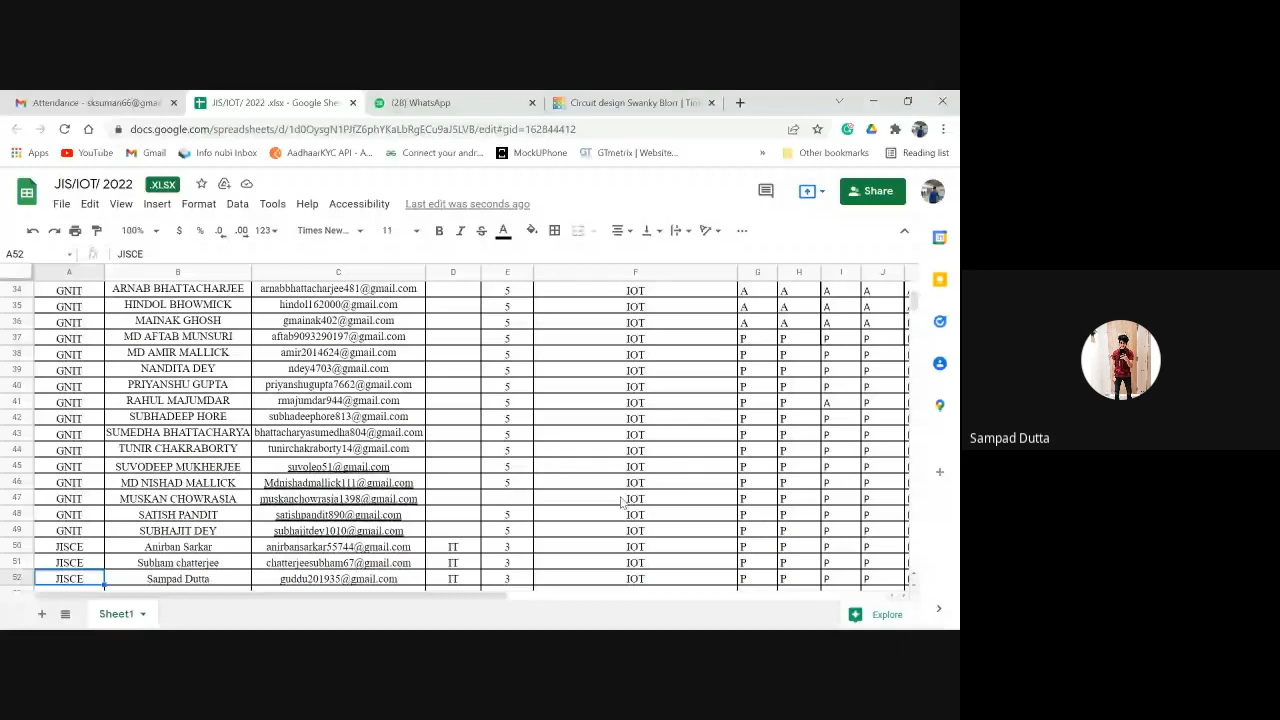 Attendance - sksuman66@gmai
JIS/IOT/ 2022 .xlsx - Google Shee
(28) WhatsApp
Circuit design Swanky Blorr | Tin
docs.google.com/spreadsheets/d/1d0OysgN1PJfZ6phYKaLbRgECu9aJ5LVB/edit#gid=162844412
Apps YouTube Gmail Info nubi Inbox AadhaarKYC API - A... Connect your andr... MockUPhone GTmetrix | Website... » Other bookmarks Reading list
JIS/IOT/ 2022 .XLSX
Share
File Edit View Insert Format Data Tools Help Accessibility Last edit was seconds ago
100% $ % .0 .00 123 Times New... 11 B I S A
A52 fx JISCE
A B C D E F G H I J
34 GNIT ARNAB BHATTACHARJEE arnabbhattacharjee481@gmail.com 5 IOT A A A A
35 GNIT HINDOL BHOWMICK hindol162000@gmail.com 5 IOT A A A A
36 GNIT MAINAK GHOSH gmainak402@gmail.com 5 IOT A A A A
37 GNIT MD AFTAB MUNSURI aftab9093290197@gmail.com 5 IOT P P P P
38 GNIT MD AMIR MALLICK amir2014624@gmail.com 5 IOT P P P P
39 GNIT NANDITA DEY ndey4703@gmail.com 5 IOT P P P P
40 GNIT PRIYANSHU GUPTA priyanshugupta7662@gmail.com 5 IOT P P P P
41 GNIT RAHUL MAJUMDAR rmajumdar944@gmail.com 5 IOT P P A P
42 GNIT SUBHADEEP HORE subhadeephore813@gmail.com 5 IOT P P P P
43 GNIT SUMEDHA BHATTACHARYA bhattacharyasumedha804@gmail.com 5 IOT P P P P
44 GNIT TUNIR CHAKRABORTY tunirchakraborty14@gmail.com 5 IOT P P P P
45 GNIT SUVODEEP MUKHERJEE suvoleo51@gmail.com 5 IOT P P P P
46 GNIT MD NISHAD MALLICK Mdnishadmallick111@gmail.com 5 IOT P P P P
47 GNIT MUSKAN CHOWRASIA muskanchowrasia1398@gmail.com IOT P P P P
48 GNIT SATISH PANDIT satishpandit890@gmail.com 5 IOT P P P P
49 GNIT SUBHAJIT DEY subhajitdey1010@gmail.com 5 IOT P P P P
50 JISCE Anirban Sarkar anirbansarkar55744@gmail.com IT 3 IOT P P P P
51 JISCE Subham chatterjee chatterjeesubham67@gmail.com IT 3 IOT P P P P
52 JISCE Sampad Dutta guddu201935@gmail.com IT 3 IOT P P P P
Sheet1
Explore
Sampad Dutta